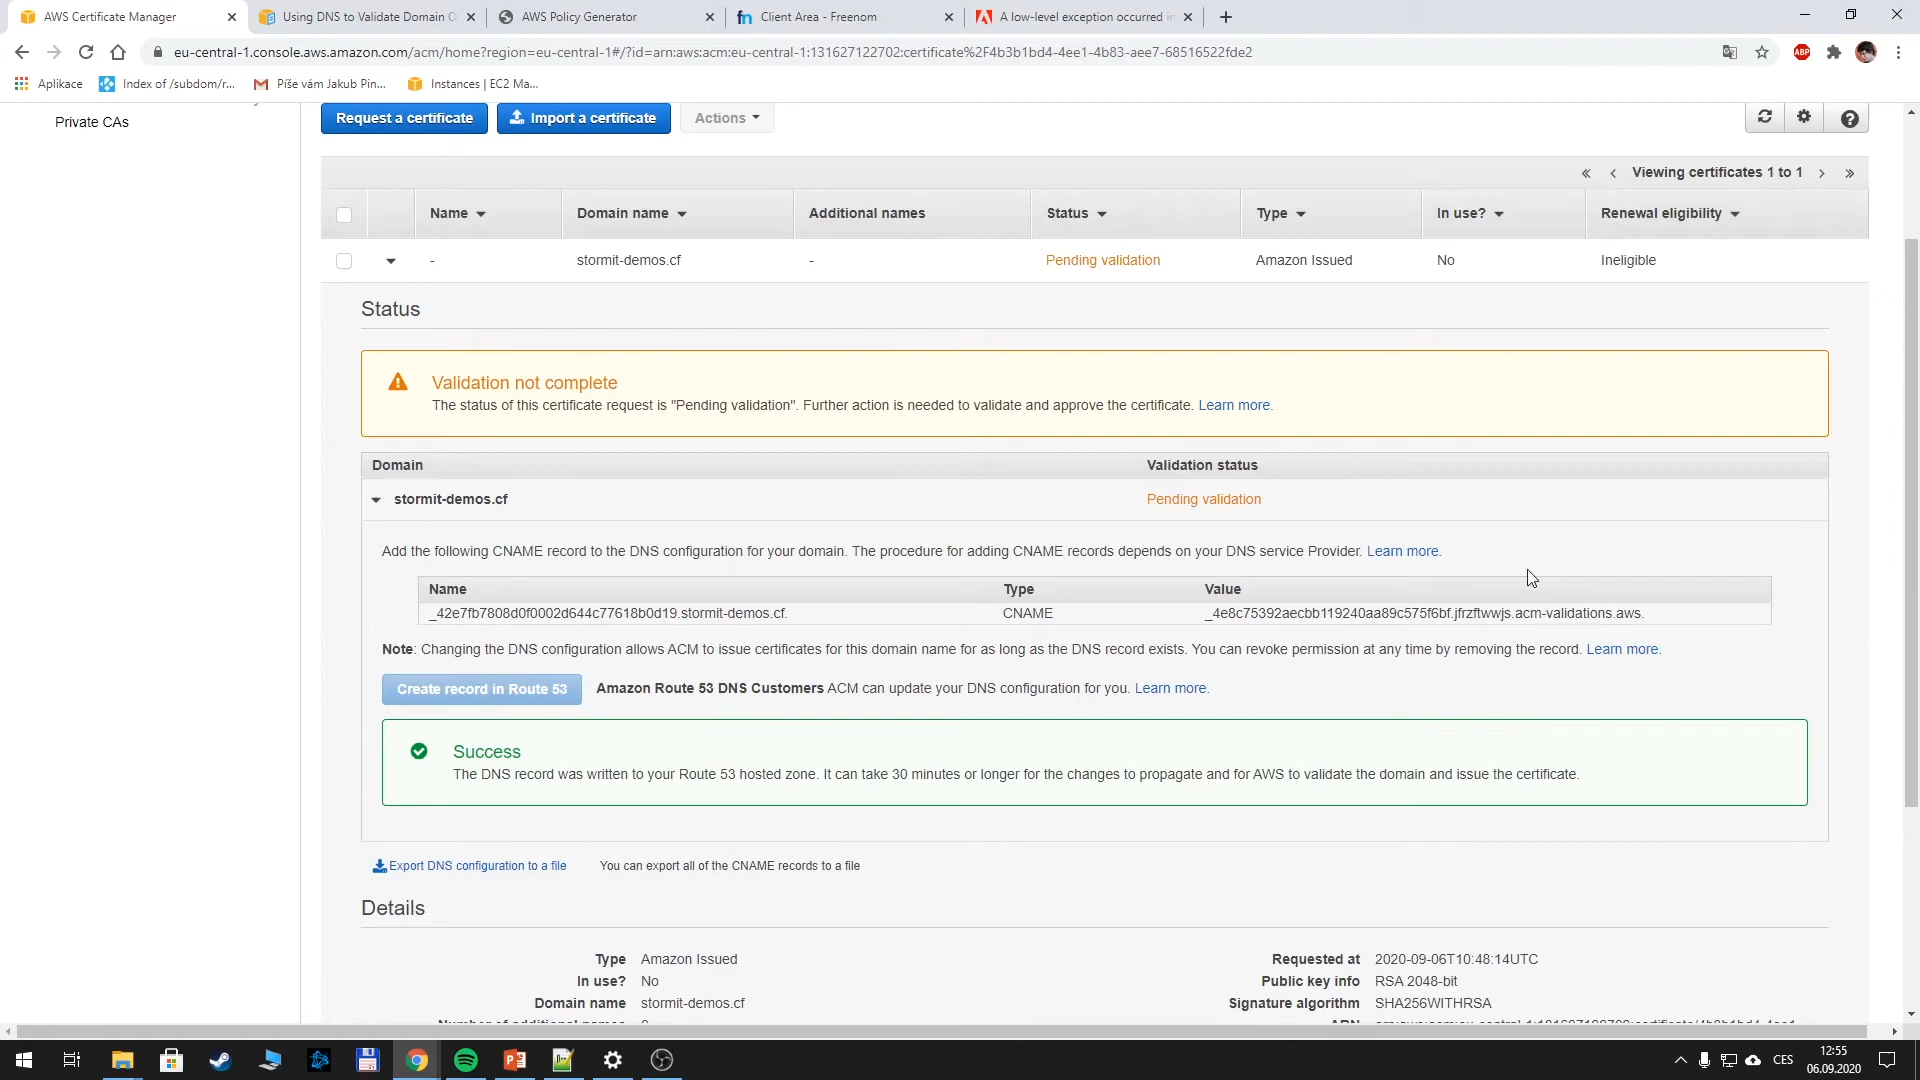 AWS Certificate Manager
Using DNS to Validate Domain O
AWS Policy Generator
Client Area - Freenom
A low-level exception occurred in
eu-central-1.console.aws.amazon.com/acm/home?region=eu-central-1#/?id=arn:aws:acm:eu-central-1:131627122702:certificate%2F4b3b1bd4-4ee1-4b83-aee7-68516522fde2
ABP
Aplikace
Index of /subdom/r...
Píše vám Jakub Pin...
Instances | EC2 Ma...
Private CAs
Request a certificate
Import a certificate
Actions
« ‹ Viewing certificates 1 to 1 › »
Name Domain name Additional names Status Type In use? Renewal eligibility
- stormit-demos.cf - Pending validation Amazon Issued No Ineligible
Status
Validation not complete
The status of this certificate request is "Pending validation". Further action is needed to validate and approve the certificate. Learn more.
Domain Validation status
stormit-demos.cf Pending validation
Add the following CNAME record to the DNS configuration for your domain. The procedure for adding CNAME records depends on your DNS service Provider. Learn more.
Name Type Value
_42e7fb7808d0f0002d644c77618b0d19.stormit-demos.cf. CNAME _4e8c75392aecbb119240aa89c575f6bf.jfrzftwwjs.acm-validations.aws.
Note: Changing the DNS configuration allows ACM to issue certificates for this domain name for as long as the DNS record exists. You can revoke permission at any time by removing the record. Learn more.
Create record in Route 53 Amazon Route 53 DNS Customers ACM can update your DNS configuration for you. Learn more.
Success
The DNS record was written to your Route 53 hosted zone. It can take 30 minutes or longer for the changes to propagate and for AWS to validate the domain and issue the certificate.
Export DNS configuration to a file You can export all of the CNAME records to a file
Details
Type Amazon Issued
In use? No
Domain name stormit-demos.cf
Number of additional names 0
Requested at 2020-09-06T10:48:14UTC
Public key info RSA 2048-bit
Signature algorithm SHA256WITHRSA
CES
12:55
06.09.2020